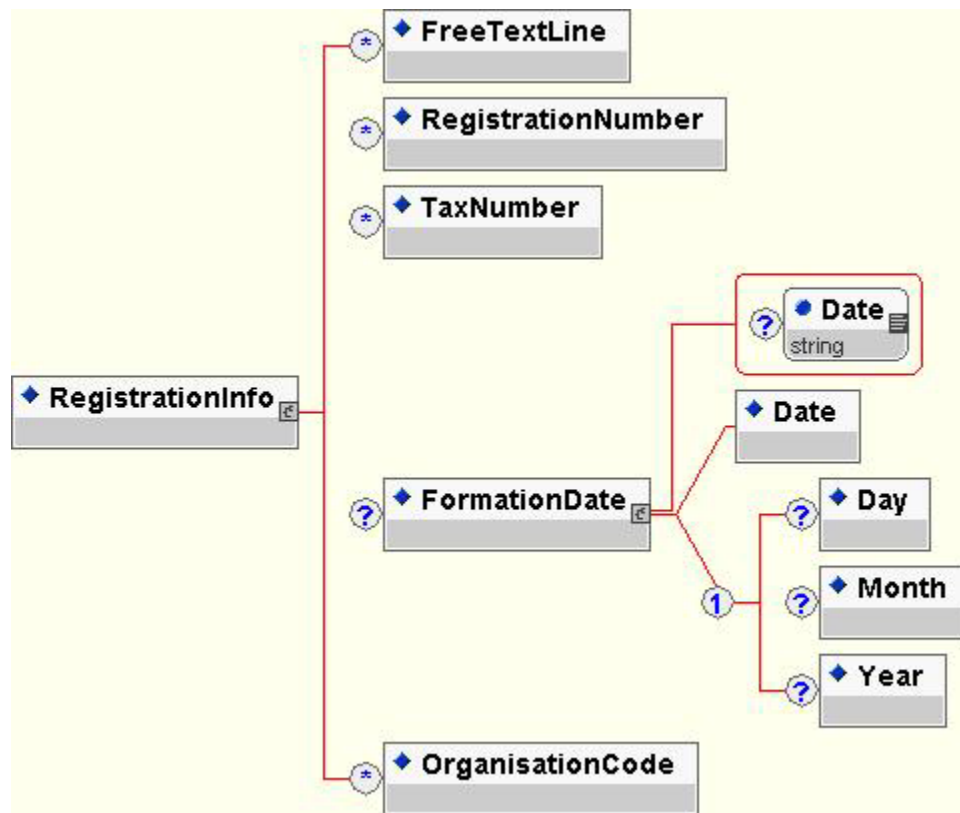 * FreeTextLine
* RegistrationNumber
* TaxNumber
? Date
string
RegistrationInfo
Date
? FormationDate
? Day
1
? Month
? Year
* OrganisationCode